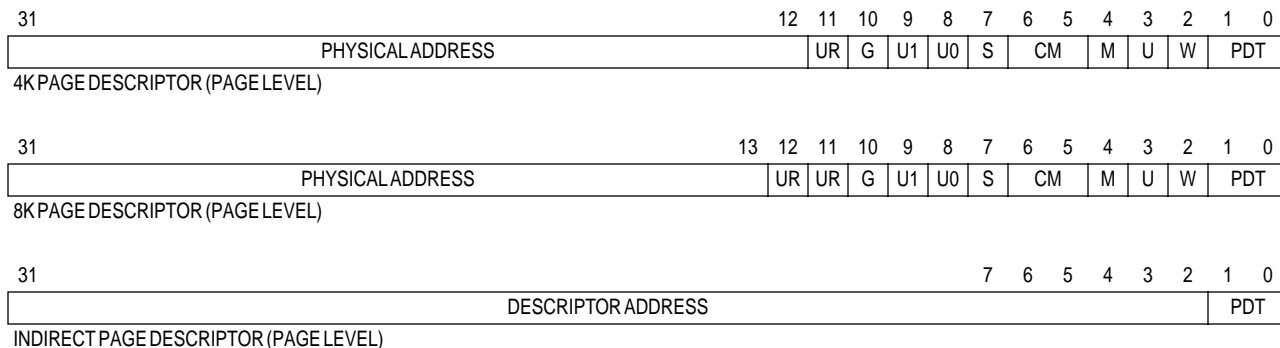 31 12 11 10 9 8 7 6 5 4 3 2 1 0
PHYSICAL ADDRESS UR G U1 U0 S CM M U W PDT
4K PAGE DESCRIPTOR (PAGE LEVEL)
31 13 12 11 10 9 8 7 6 5 4 3 2 1 0
PHYSICAL ADDRESS UR UR G U1 U0 S CM M U W PDT
8K PAGE DESCRIPTOR (PAGE LEVEL)
31 7 6 5 4 3 2 1 0
DESCRIPTOR ADDRESS PDT
INDIRECT PAGE DESCRIPTOR (PAGE LEVEL)